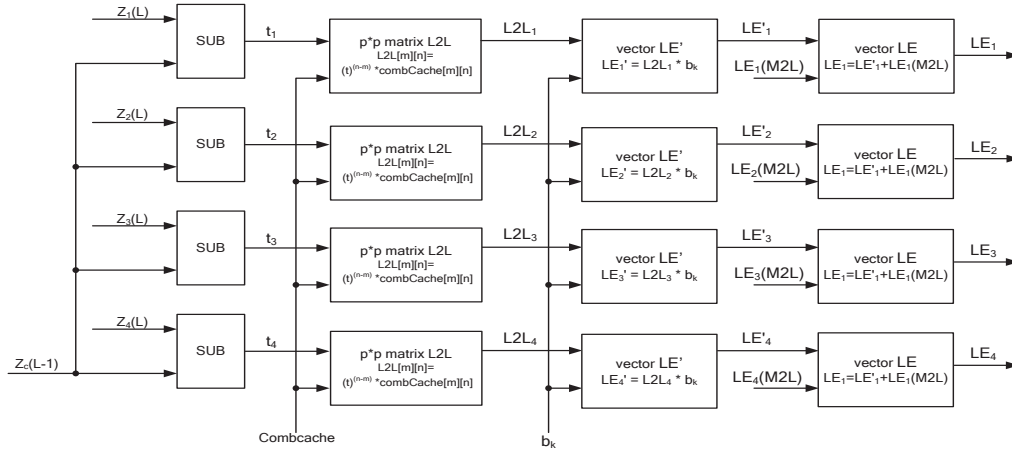 Z₁(L)
SUB
t₁
p*p matrix L2L
L2L[m][n]=
(t)⁽ⁿ⁻ᵐ⁾ *combCache[m][n]
L2L₁
vector LE’
LE₁’ = L2L₁ * bₖ
LE'₁
LE₁(M2L)
vector LE
LE₁=LE’₁+LE₁(M2L)
LE₁
Z₂(L)
SUB
t₂
p*p matrix L2L
L2L[m][n]=
(t)⁽ⁿ⁻ᵐ⁾ *combCache[m][n]
L2L₂
vector LE’
LE₂’ = L2L₂ * bₖ
LE'₂
LE₂(M2L)
vector LE
LE₁=LE’₁+LE₁(M2L)
LE₂
Z₃(L)
SUB
t₃
p*p matrix L2L
L2L[m][n]=
(t)⁽ⁿ⁻ᵐ⁾ *combCache[m][n]
L2L₃
vector LE’
LE₃’ = L2L₃ * bₖ
LE'₃
LE₃(M2L)
vector LE
LE₁=LE’₁+LE₁(M2L)
LE₃
Z₄(L)
SUB
t₄
p*p matrix L2L
L2L[m][n]=
(t)⁽ⁿ⁻ᵐ⁾ *combCache[m][n]
L2L₄
vector LE’
LE₄’ = L2L₄ * bₖ
LE'₄
LE₄(M2L)
vector LE
LE₁=LE’₁+LE₁(M2L)
LE₄
Z꜀(L-1)
Combcache
bₖ